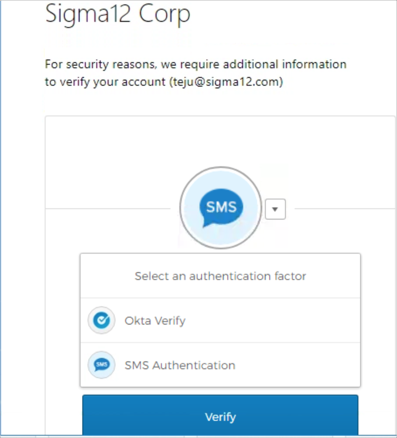 Sigma12 Corp
For security reasons, we require additional information
to verify your account (teju@sigma12.com)
SMS
Select an authentication factor
Okta Verify
SMS SMS Authentication
Verify